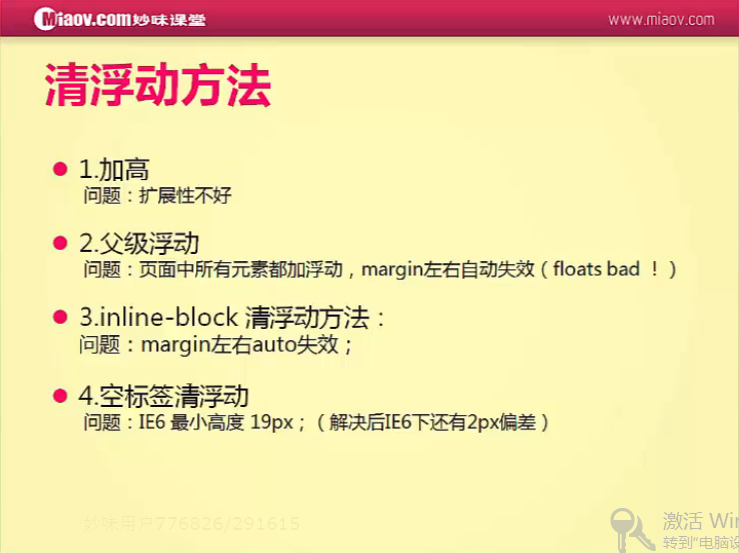 Miaov.com妙味课堂
www.miaov.com
清浮动方法
1.加高
问题：扩展性不好
2.父级浮动
问题：页面中所有元素都加浮动，margin左右自动失效（floats bad ！）
3.inline-block 清浮动方法：
问题：margin左右auto失效；
4.空标签清浮动
问题：IE6 最小高度 19px；（解决后IE6下还有2px偏差）
妙味用户776826/291615
激活 Win
转到"电脑设